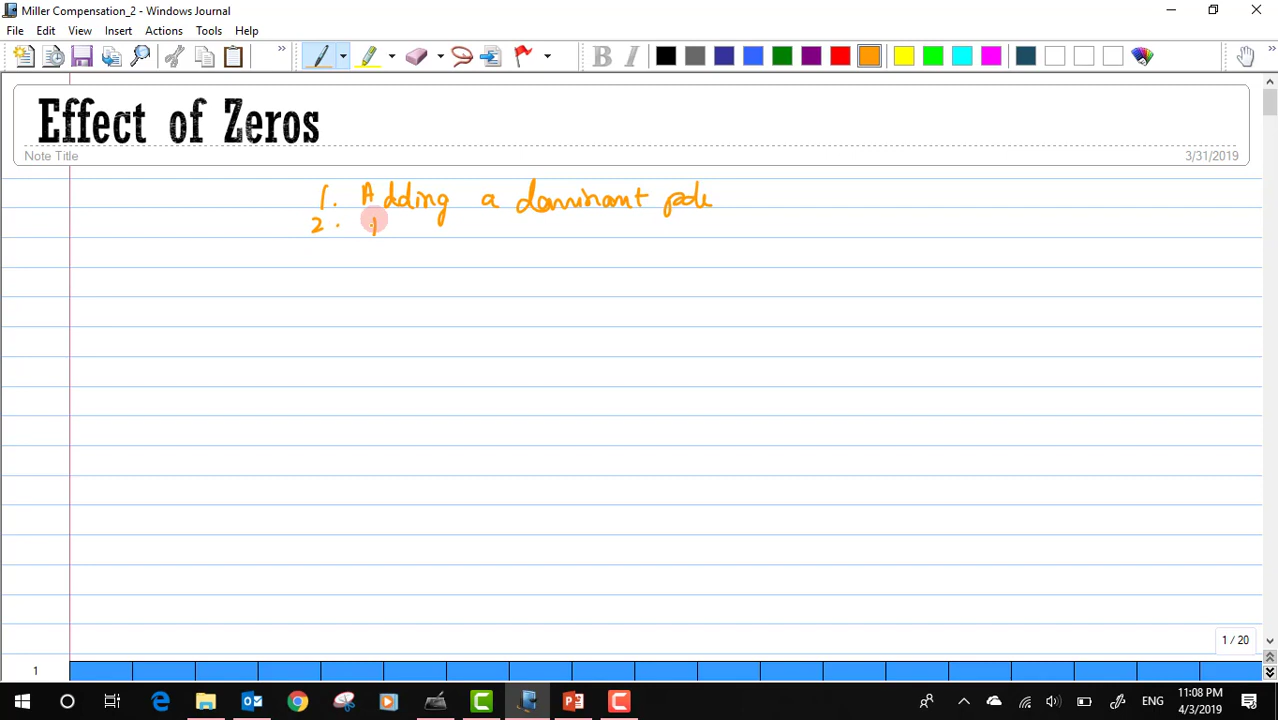 Miller Compensation_2 - Windows Journal
File Edit View Insert Actions Tools Help
Effect of Zeros
Note Title
3/31/2019
1. Adding a dominant pole
2.
1 / 20
1
ENG
11:08 PM
4/3/2019